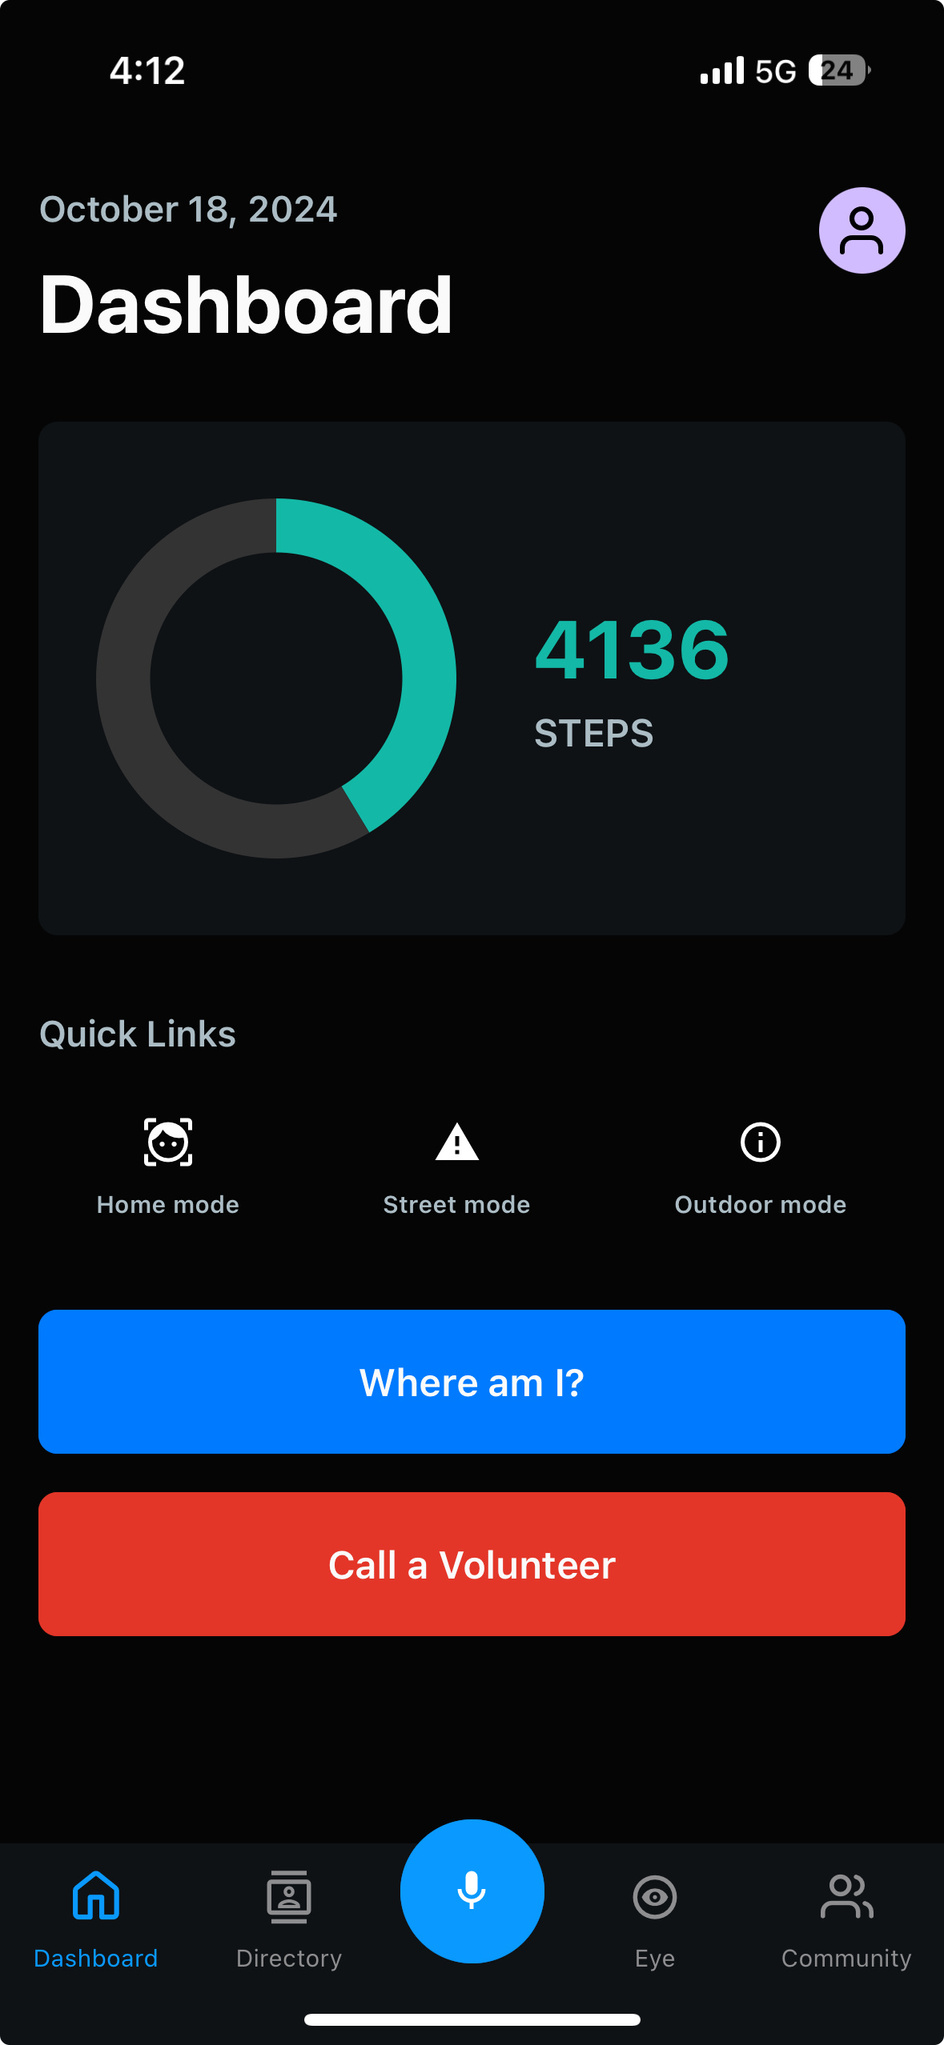 4:12
5G 24
October 18, 2024
Dashboard
4136
STEPS
Quick Links
Home mode Street mode Outdoor mode
Where am I?
Call a Volunteer
Dashboard Directory Eye Community